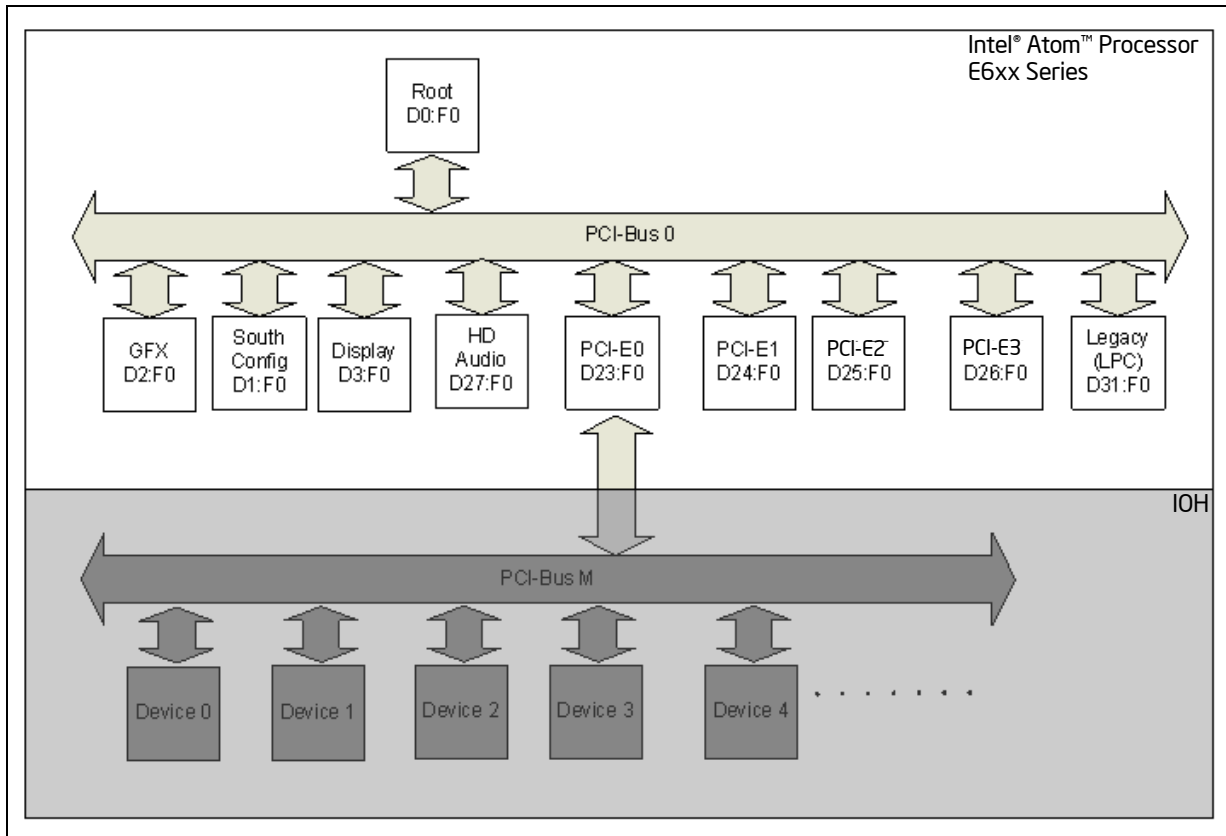 Intel® Atom™ Processor
E6xx Series
Root
D0:F0
PCI-Bus 0
GFX
D2:F0
South
Config
D1:F0
Display
D3:F0
HD
Audio
D27:F0
PCI-E0
D23:F0
PCI-E1
D24:F0
PCI-E2
D25:F0
PCI-E3
D26:F0
Legacy
(LPC)
D31:F0
IOH
PCI-Bus M
Device 0
Device 1
Device 2
Device 3
Device 4
. . . . . . .